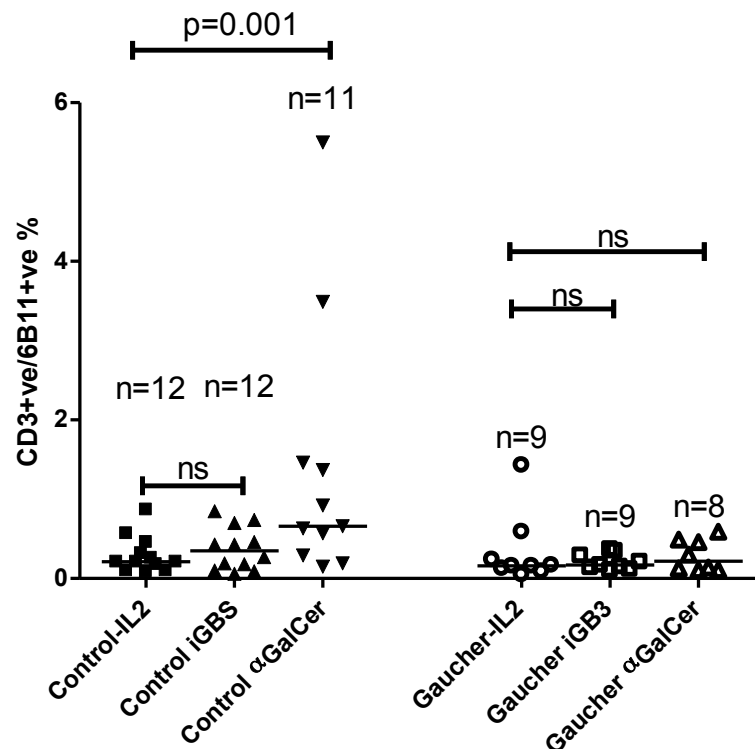 p=0.001
n=11
6
4
2
0
CD3+ve/6B11+ve %
n=12
n=12
ns
ns
ns
n=9
n=9
n=8
Control-IL2
Control iGBS
Control αGalCer
Gaucher-IL2
Gaucher iGB3
Gaucher αGalCer